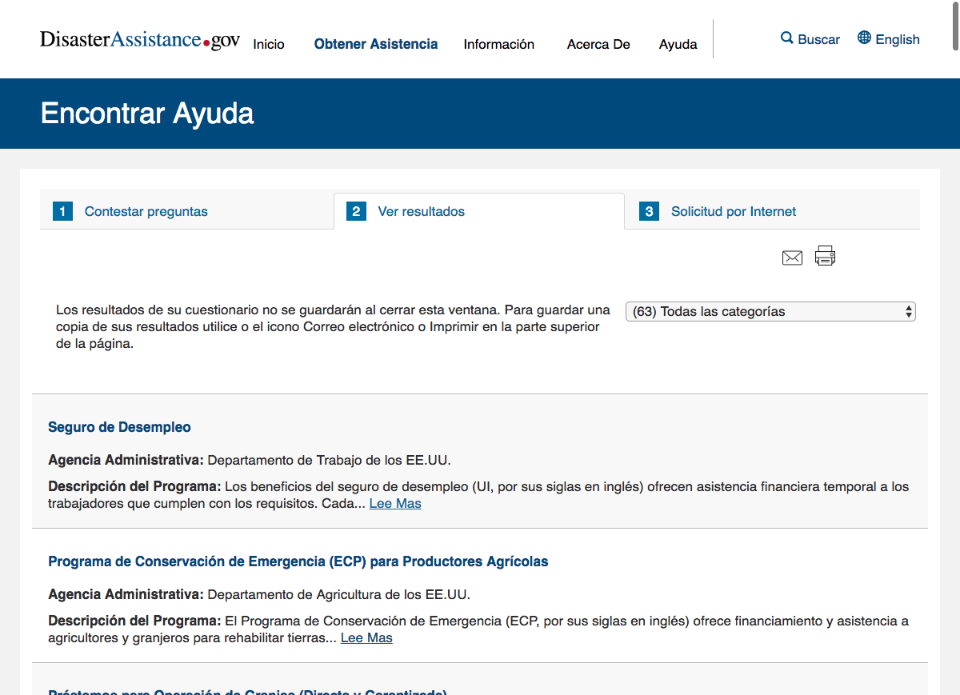 DisasterAssistance.gov Inicio Obtener Asistencia Información Acerca De Ayuda Buscar English
Encontrar Ayuda
1 Contestar preguntas 2 Ver resultados 3 Solicitud por Internet
Los resultados de su cuestionario no se guardarán al cerrar esta ventana. Para guardar una
copia de sus resultados utilice o el icono Correo electrónico o Imprimir en la parte superior
de la página.
(63) Todas las categorías
Seguro de Desempleo
Agencia Administrativa: Departamento de Trabajo de los EE.UU.
Descripción del Programa: Los beneficios del seguro de desempleo (UI, por sus siglas en inglés) ofrecen asistencia financiera temporal a los
trabajadores que cumplen con los requisitos. Cada... Lee Mas
Programa de Conservación de Emergencia (ECP) para Productores Agrícolas
Agencia Administrativa: Departamento de Agricultura de los EE.UU.
Descripción del Programa: El Programa de Conservación de Emergencia (ECP, por sus siglas en inglés) ofrece financiamiento y asistencia a
agricultores y granjeros para rehabilitar tierras... Lee Mas
Préstamos para Operación de Granjas (Directo y Garantizado)